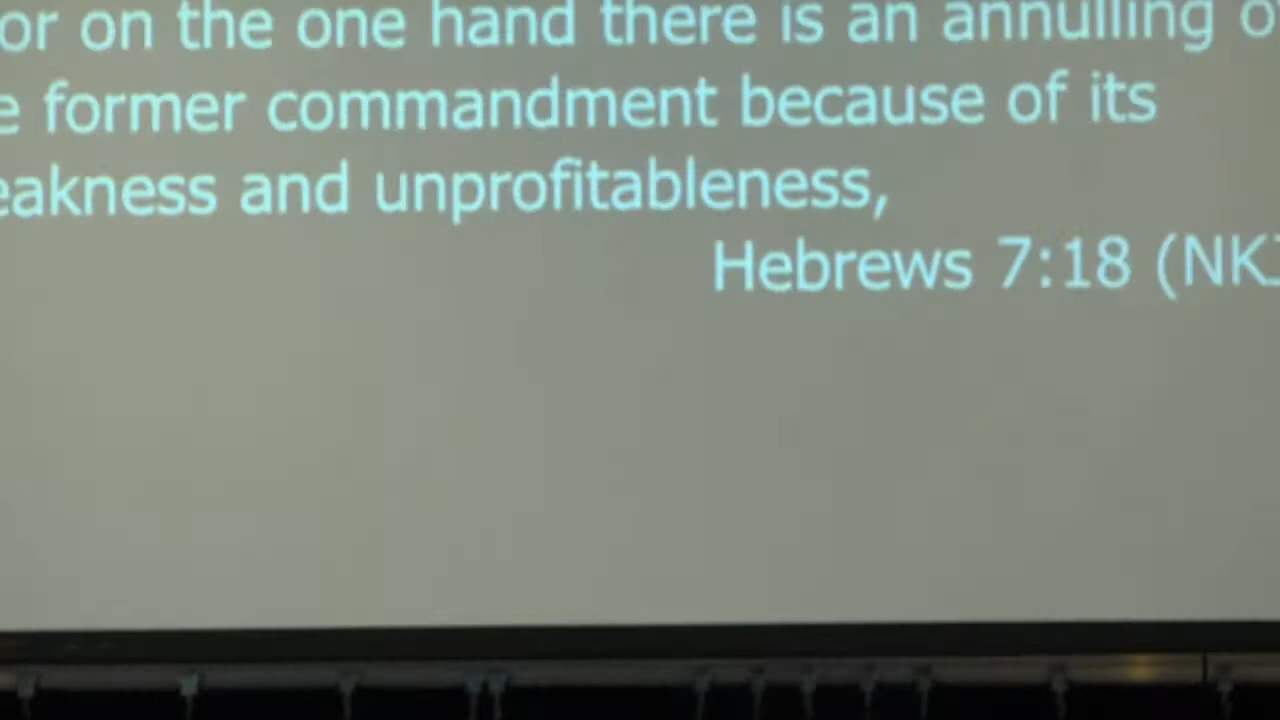 or on the one hand there is an annulling o
e former commandment because of its
eakness and unprofitableness,
Hebrews 7:18 (NKJ